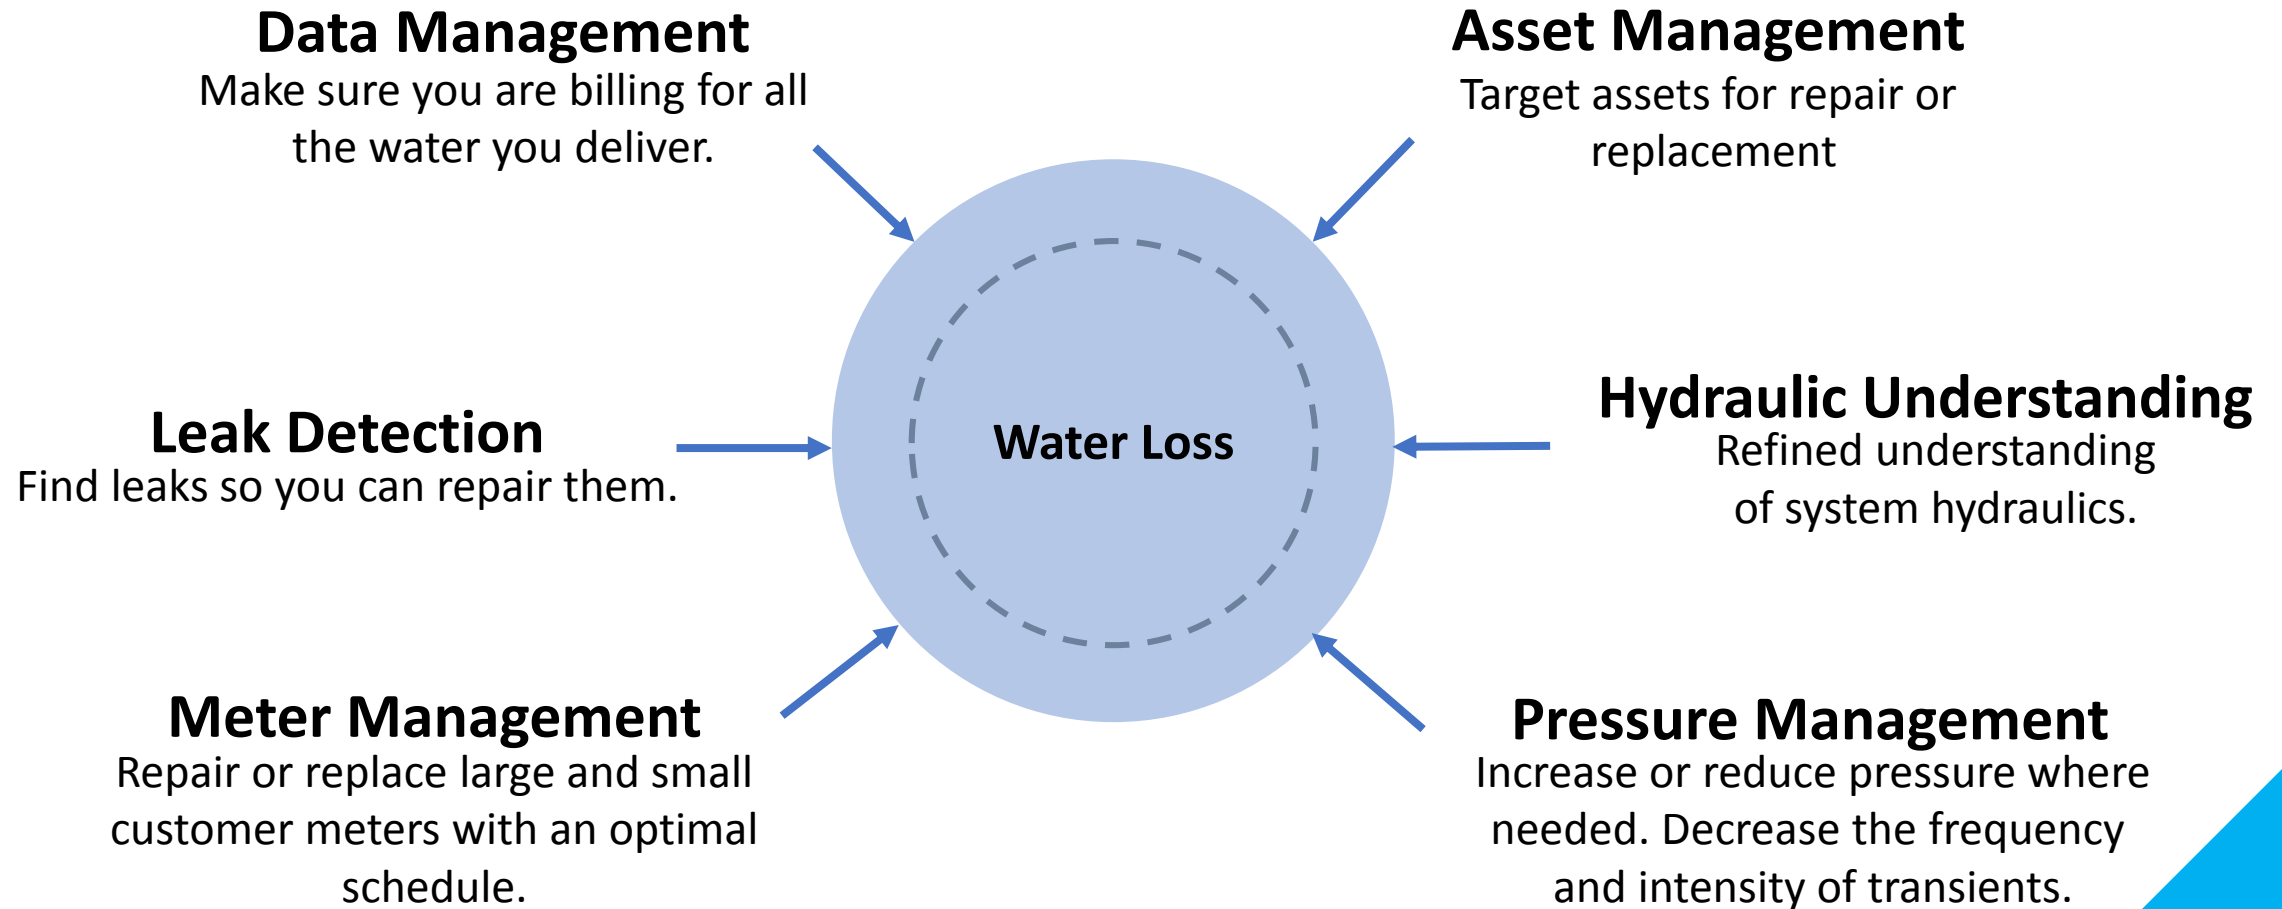 Data Management
Make sure you are billing for all
the water you deliver.
Asset Management
Target assets for repair or
replacement
Leak Detection
Find leaks so you can repair them.
Water Loss
Hydraulic Understanding
Refined understanding
of system hydraulics.
Meter Management
Repair or replace large and small
customer meters with an optimal
schedule.
Pressure Management
Increase or reduce pressure where
needed. Decrease the frequency
and intensity of transients.